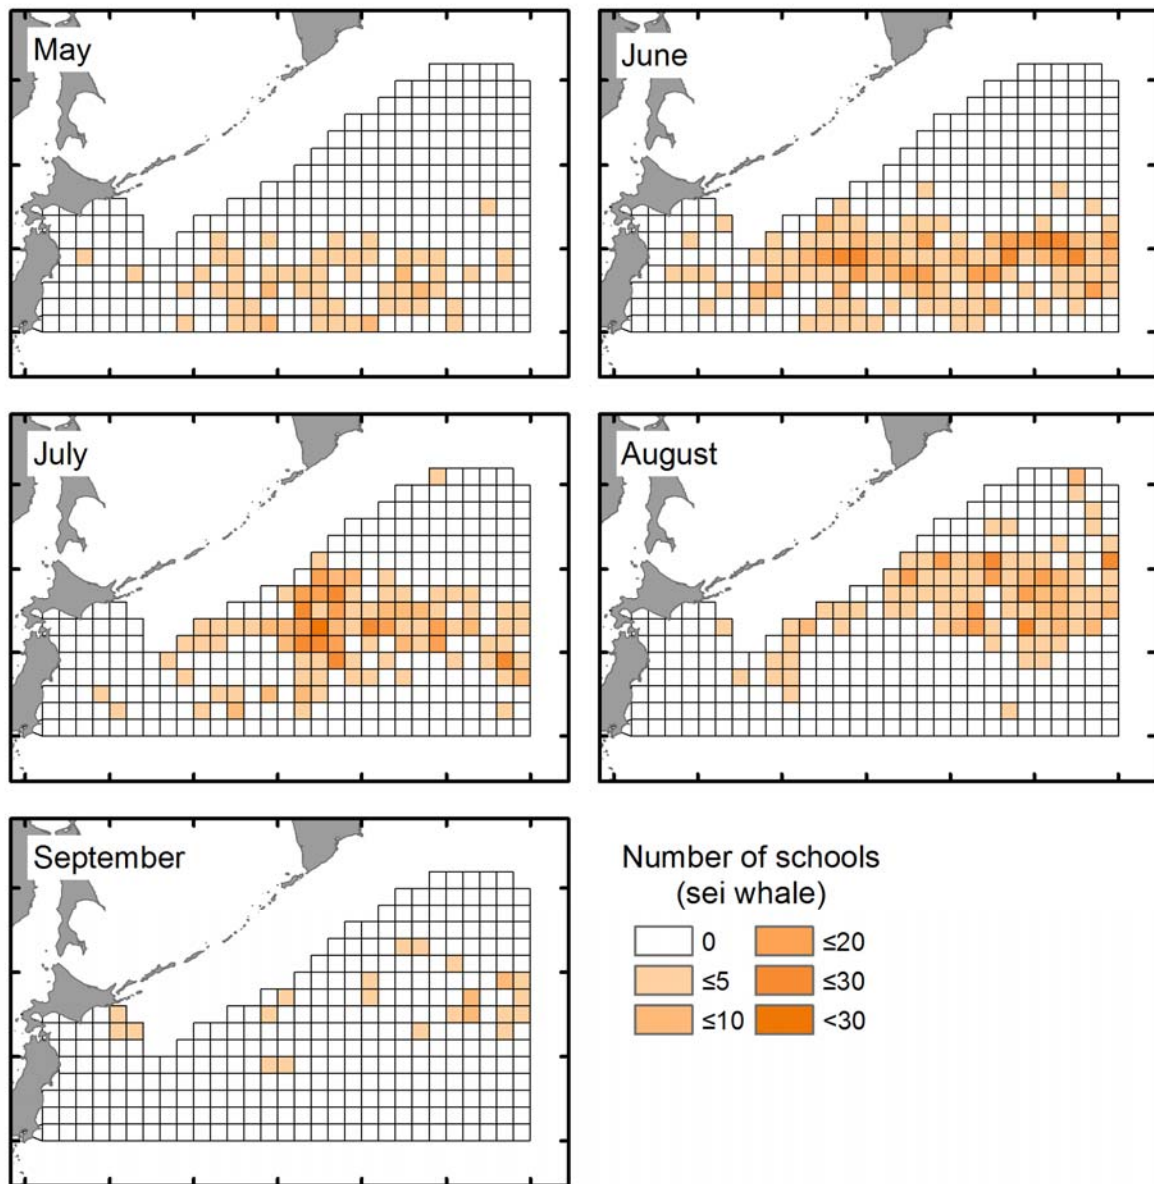 May
June
July
August
September
Number of schools
(sei whale)
0
≤20
≤5
≤30
≤10
<30